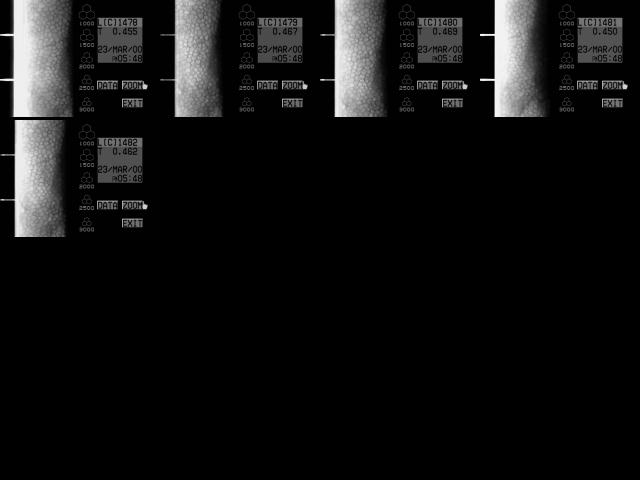 1000
L(C)1478
T 0.455
1500
23/MAR/00
05:48
2000
2500
DATA ZOOM
3000
EXIT
1000
L(C)1479
T 0.467
1500
23/MAR/00
05:48
2000
2500
DATA ZOOM
3000
EXIT
1000
L(C)1480
T 0.469
1500
23/MAR/00
05:48
2000
2500
DATA ZOOM
3000
EXIT
1000
L(C)1481
T 0.450
1500
23/MAR/00
05:48
2000
2500
DATA ZOOM
3000
EXIT
1000
L(C)1482
T 0.462
1500
23/MAR/00
05:48
2000
2500
DATA ZOOM
3000
EXIT